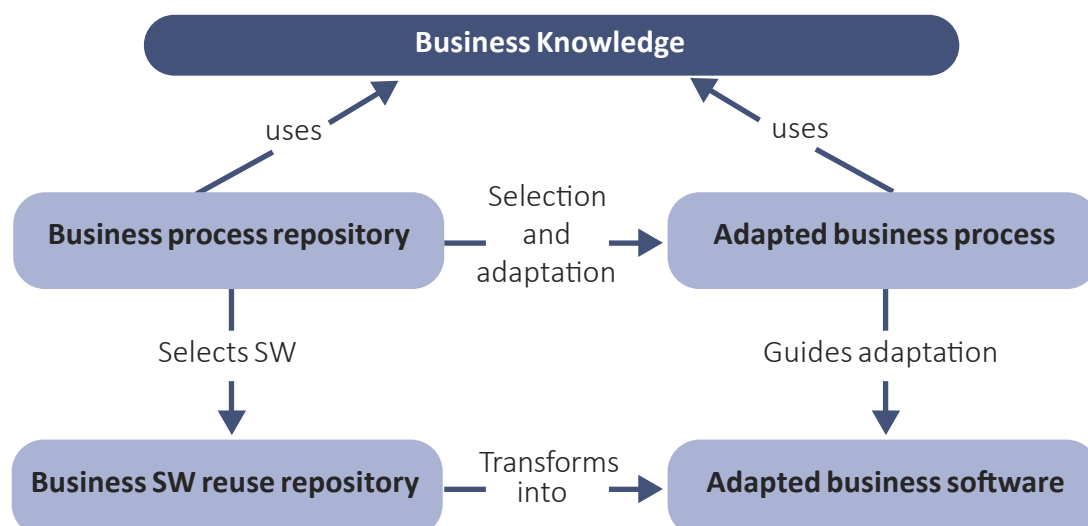 Business Knowledge
uses
uses
Business process repository
Selection
and
adaptation
Adapted business process
Selects SW
Guides adaptation
Business SW reuse repository
Transforms
into
Adapted business software